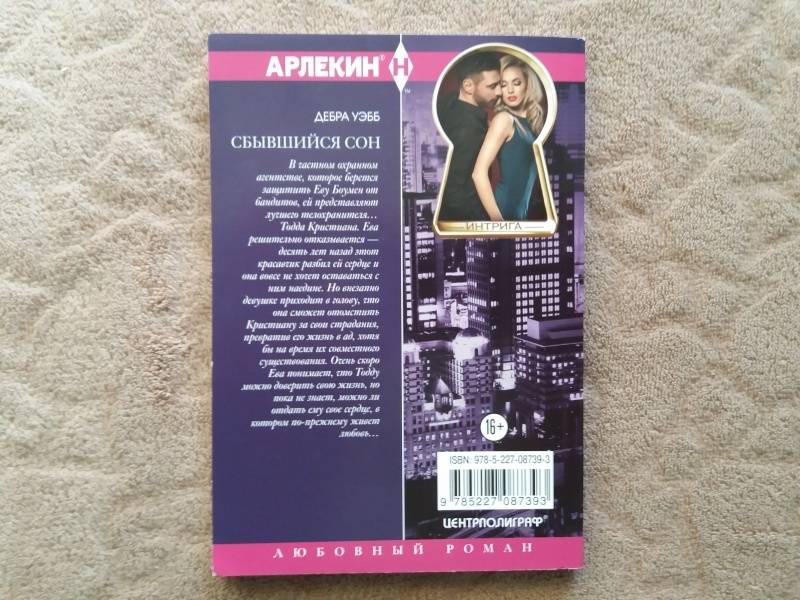 АРЛЕКИН® Н™
ДЕБРА УЭББ
СБЫВШИЙСЯ СОН
В частном охранном
агентстве, которое берется
защитить Еву Боумен от
бандитов, ей представляют
лучшего телохранителя...
Тодда Кристиана. Ева
решительно отказывается —
десять лет назад этот
красавчик разбил ей сердце и
она вовсе не хочет оставаться с
ним наедине. Но внезапно
девушке приходит в голову, что
она сможет отомстить
Кристиану за свои страдания,
превратив его жизнь в ад, хотя
бы на время их совместного
существования. Очень скоро
Ева понимает, что Тодду
можно доверить свою жизнь, но
пока не знает, можно ли
отдать ему свое сердце, в
котором по-прежнему живет
любовь...
ИНТРИГА
16+
ISBN: 978-5-227-08739-3
9 785227 087393
ЦЕНТРПОЛИГРАФ®
ЛЮБОВНЫЙ РОМАН